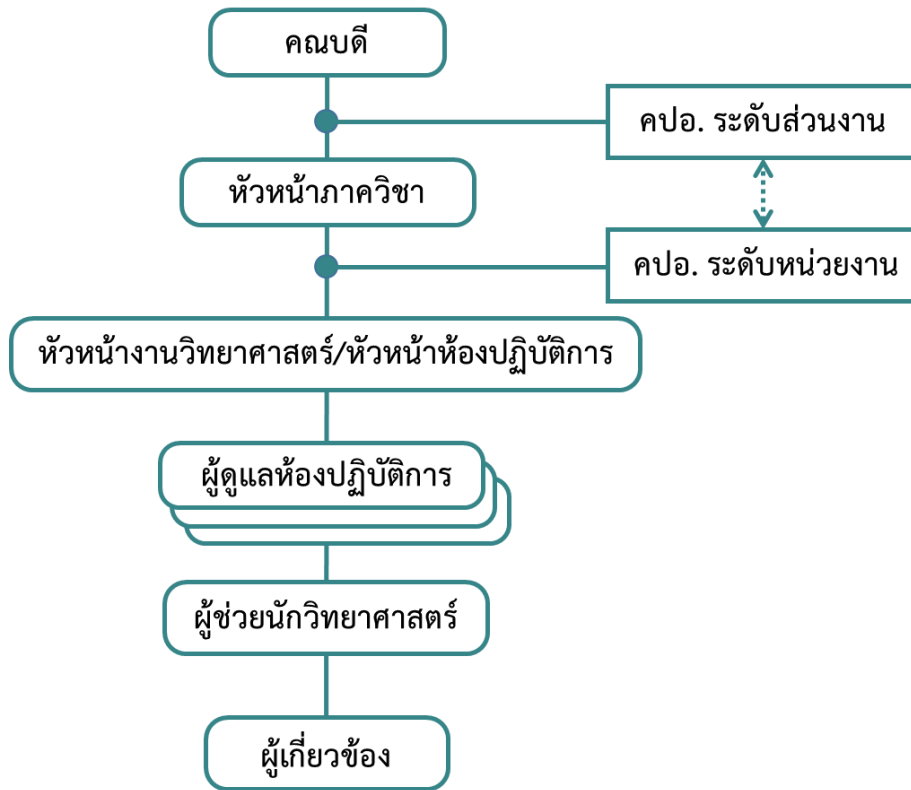 คณบดี
คปอ. ระดับส่วนงาน
หัวหน้าภาควิชา
คปอ. ระดับหน่วยงาน
หัวหน้างานวิทยาศาสตร์/หัวหน้าห้องปฏิบัติการ
ผู้ดูแลห้องปฏิบัติการ
ผู้ช่วยนักวิทยาศาสตร์
ผู้เกี่ยวข้อง